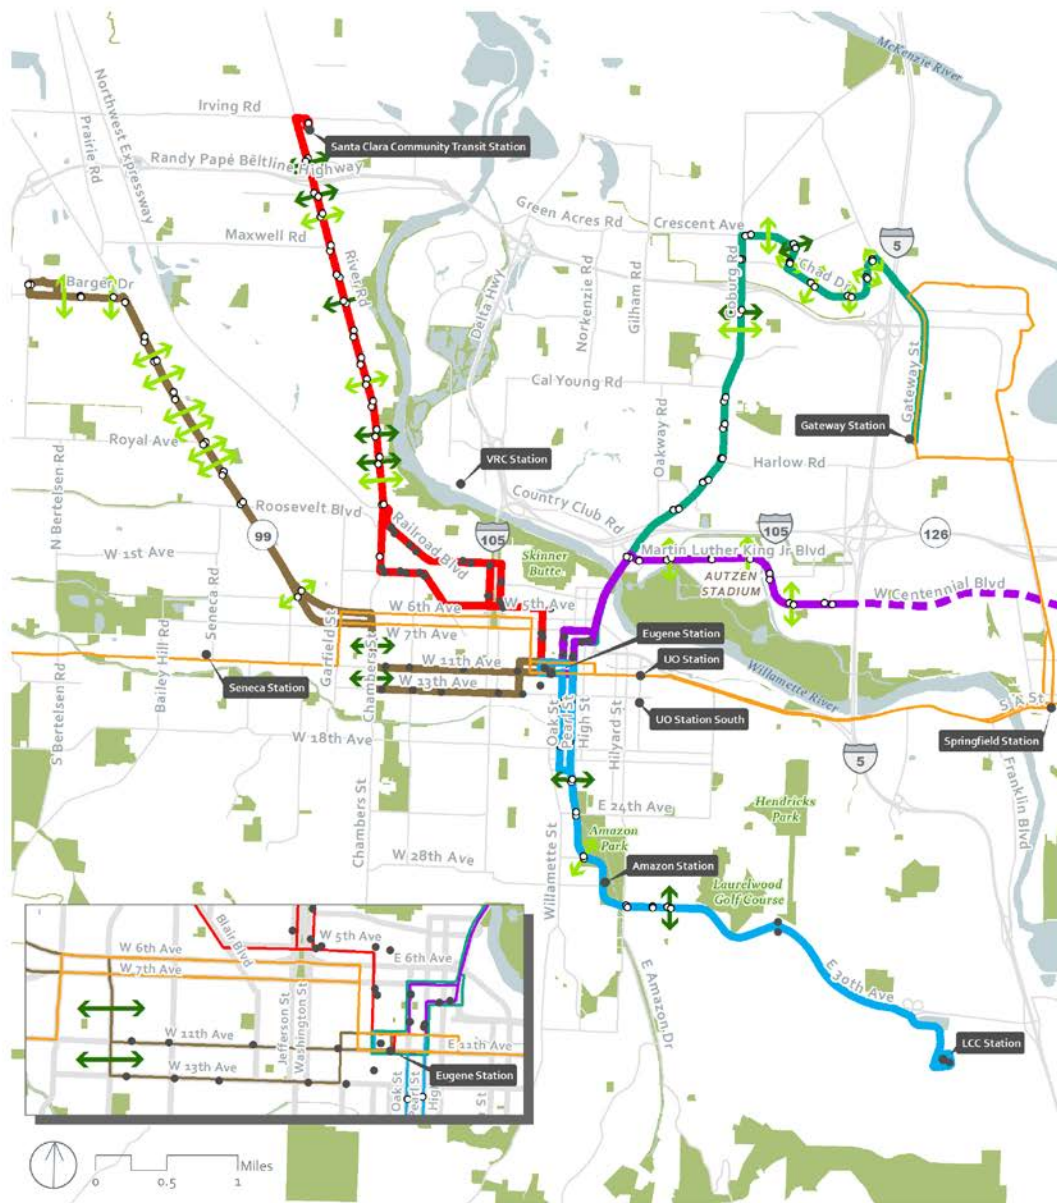 McKenzie River
Irving Rd
Santa Clara Community Transit Station
Northwest Expressway
Prairie Rd
Randy Papé Beltline Highway
Green Acres Rd
Crescent Ave
5
Maxwell Rd
River Rd
Delta Hwy
Norkenzie Rd
Gilham Rd
Coburg Rd
Chad Dr
Barger Dr
Cal Young Rd
Gateway St
Gateway Station
Royal Ave
N Bertelsen Rd
VRC Station
Oakway Rd
Harlow Rd
Roosevelt Blvd
Railroad Blvd
Country Club Rd
99
105
105
126
W 1st Ave
Skinner
Butte
Martin Luther King Jr Blvd
AUTZEN
STADIUM
W Centennial Blvd
Seneca Rd
Bailey Hill Rd
W 6th Ave
W 5th Ave
W 7th Ave
Garfield St
Chambers St
Eugene Station
W 11th Ave
UO Station
Willamette River
Seneca Station
W 13th Ave
S Bertelsen Rd
UO Station South
S A St
Springfield Station
W 18th Ave
Oak St
Pearl St
High St
Hilyard St
5
Franklin Blvd
Chambers St
E 24th Ave
Hendricks
Park
Willamette St
Amazon
Park
W 28th Ave
Amazon Station
Laurelwood
Golf Course
E Amazon Dr
E 30th Ave
LCC Station
Blair Blvd
W 5th Ave
W 6th Ave
E 6th Ave
W 7th Ave
Jefferson St
Washington St
W 11th Ave
E 11th Ave
W 13th Ave
Eugene Station
Oak St
Pearl St
High
St
Miles
0
0.5
1